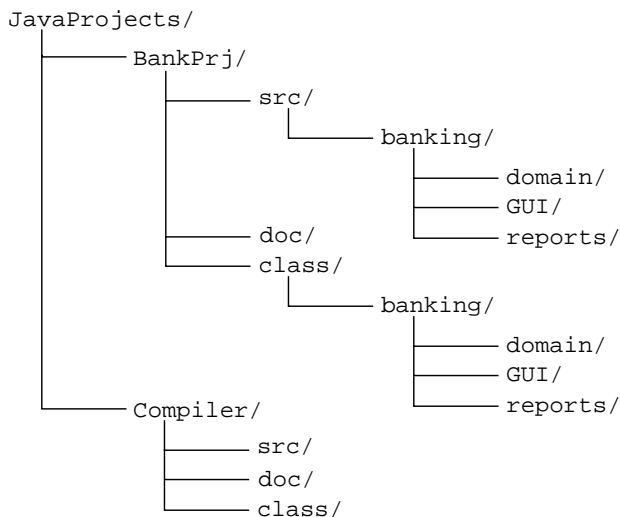 JavaProjects/
BankPrj/
src/
banking/
domain/
GUI/
reports/
doc/
class/
banking/
domain/
GUI/
reports/
Compiler/
src/
doc/
class/